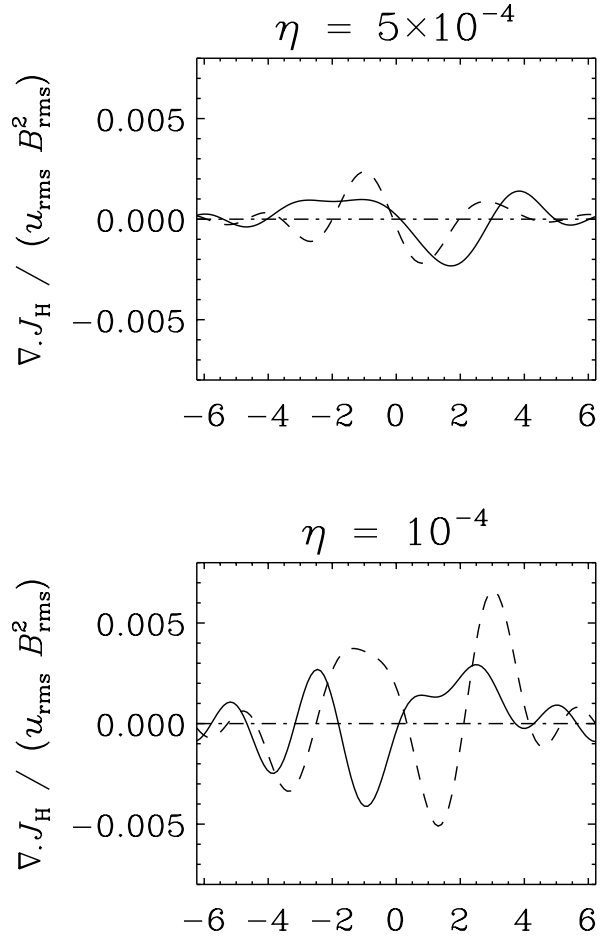 η = 5×10⁻⁴
∇.J_H / (u_rms B²_rms)
0.005
0.000
−0.005
−6 −4 −2 0 2 4 6
η = 10⁻⁴
∇.J_H / (u_rms B²_rms)
0.005
0.000
−0.005
−6 −4 −2 0 2 4 6